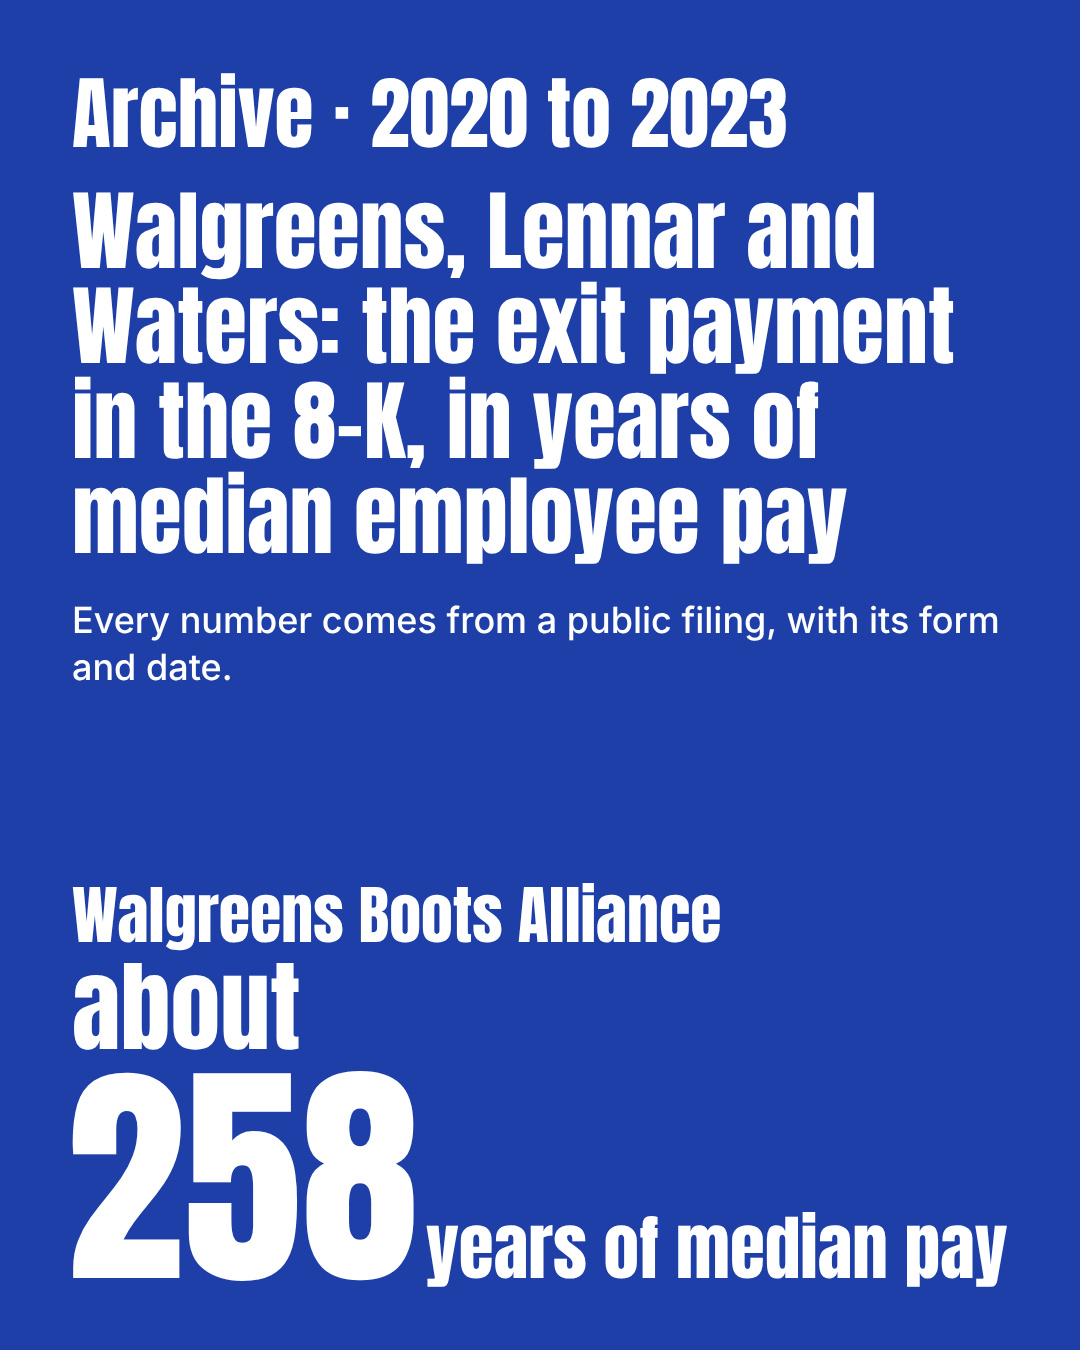 Archive · 2020 to 2023
Walgreens, Lennar and
Waters: the exit payment
in the 8-K, in years of
median employee pay
Every number comes from a public filing, with its form
and date.
Walgreens Boots Alliance
about
258 years of median pay